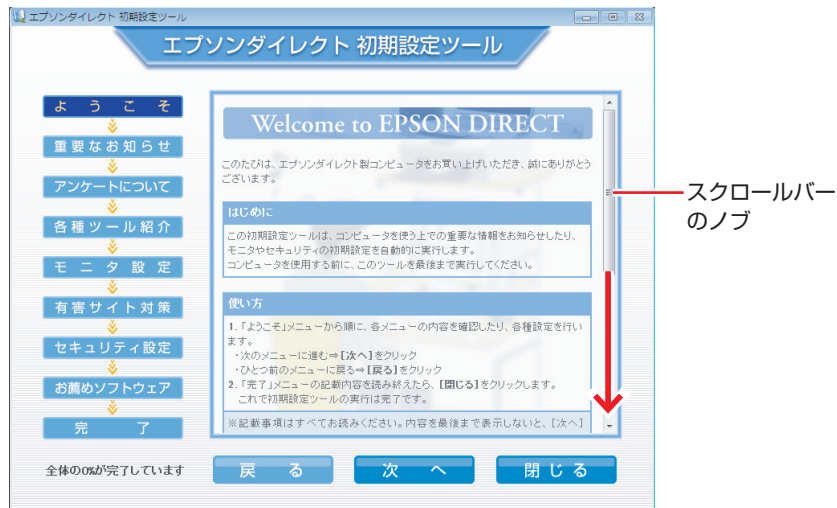 エプソンダイレクト 初期設定ツール
エプソンダイレクト 初期設定ツール
ようこそ
重要なお知らせ
アンケートについて
各種ツール紹介
モニタ設定
有害サイト対策
セキュリティ設定
お薦めソフトウェア
完了
全体の0%が完了しています
Welcome to EPSON DIRECT
このたびは、エプソンダイレクト製コンピュータをお買い上げいただき、誠にありがとう
ございます。
はじめに
この初期設定ツールは、コンピュータを使う上での重要な情報をお知らせしたり、
モニタやセキュリティの初期設定を自動的に実行します。
コンピュータを使用する前に、このツールを最後まで実行してください。
使い方
1.「ようこそ」メニューから順に、各メニューの内容を確認したり、各種設定を行い
ます。
・次のメニューに進む⇒[次へ]をクリック
・ひとつ前のメニューに戻る⇒[戻る]をクリック
2.「完了」メニューの記載内容を読み終えたら、[閉じる]をクリックします。
これで初期設定ツールの実行は完了です。
※記載事項はすべてお読みください。内容を最後まで表示しないと、[次へ]
戻る
次へ
閉じる
スクロールバー
のノブ